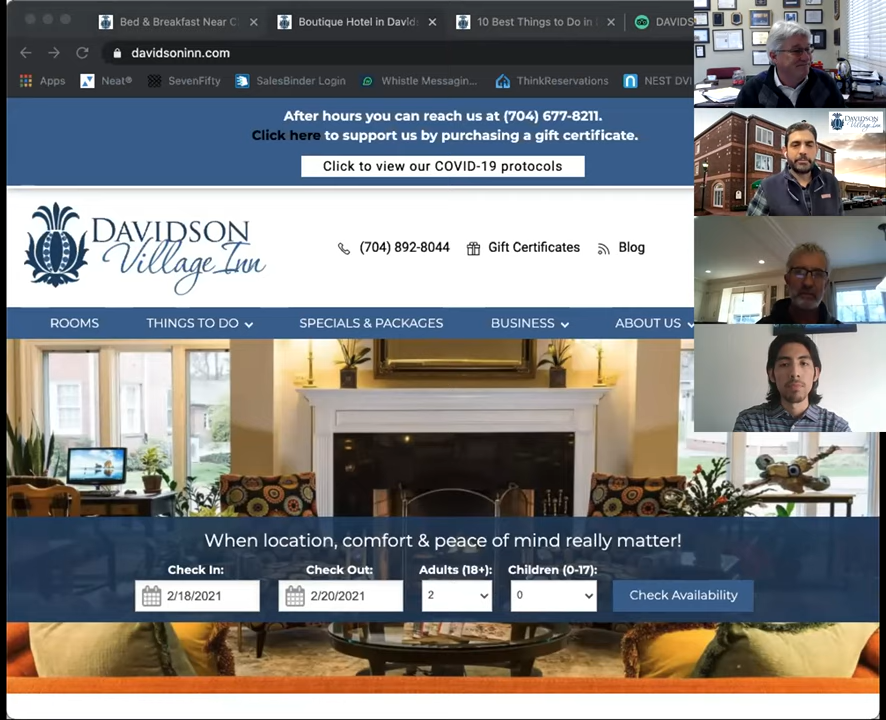 Bed & Breakfast Near C
Boutique Hotel in Davids
10 Best Things to Do in D
DAVIDS
davidsoninn.com
Apps
Neat®
SevenFifty
SalesBinder Login
Whistle Messagin...
ThinkReservations
NEST DVI
After hours you can reach us at (704) 677-8211.
Click here to support us by purchasing a gift certificate.
Click to view our COVID-19 protocols
DAVIDSON
Village Inn
(704) 892-8044
Gift Certificates
Blog
DAVIDSON
Village Inn
ROOMS
THINGS TO DO
SPECIALS & PACKAGES
BUSINESS
ABOUT US
When location, comfort & peace of mind really matter!
Check In:
Check Out:
Adults (18+):
Children (0-17):
2/18/2021
2/20/2021
2
0
Check Availability